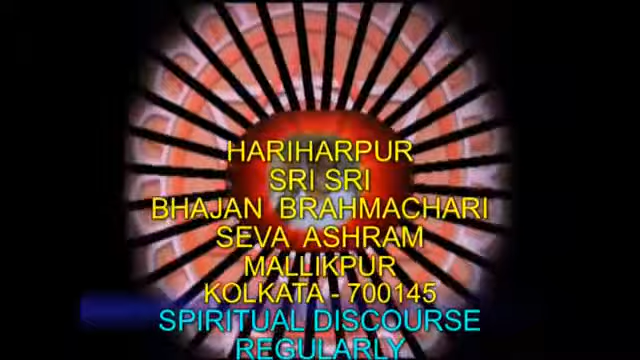 HARIHARPUR
SRI SRI
BHAJAN BRAHMACHARI
SEVA ASHRAM
MALLIKPUR
KOLKATA - 700145
SPIRITUAL DISCOURSE
REGULARLY